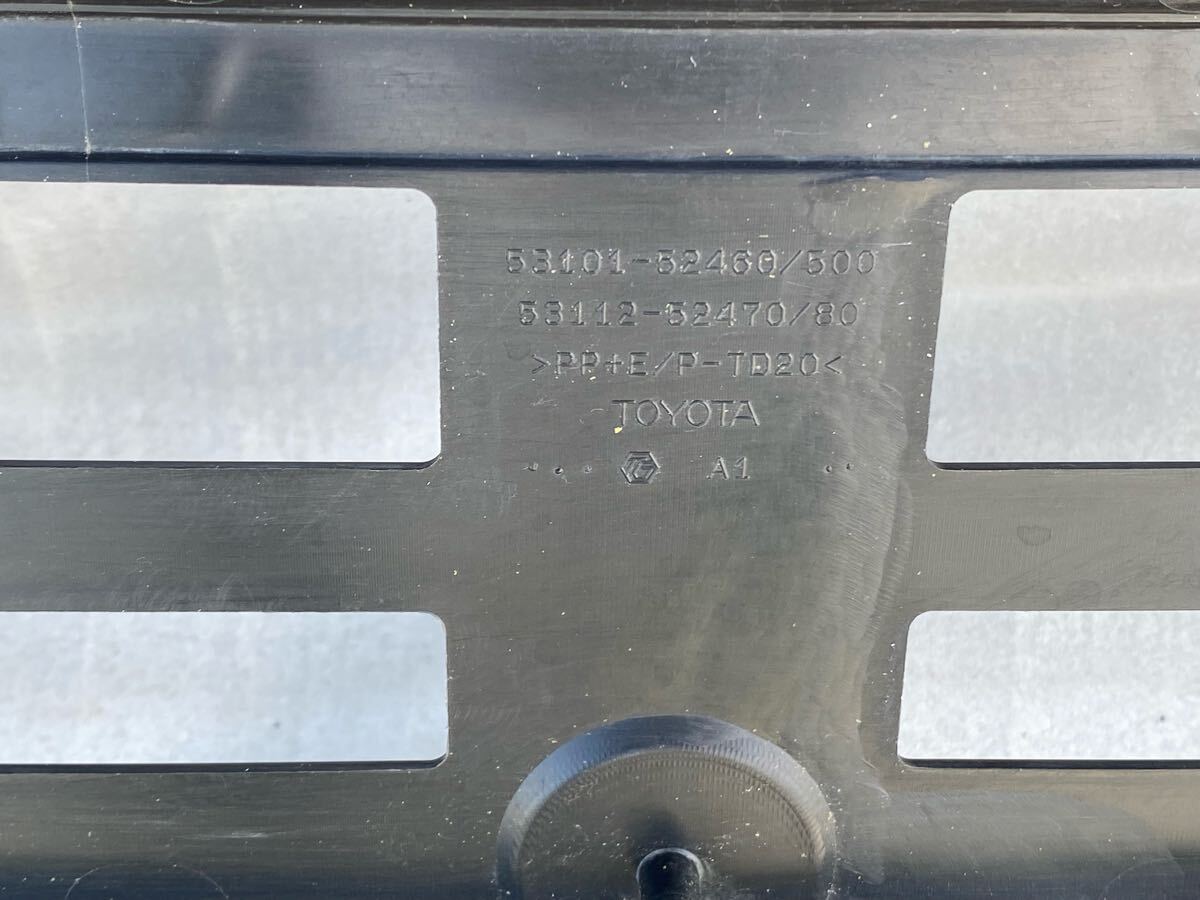 53101-52460/500
53112-52470/80
>PP+E/P-TD20<
TOYOTA
A1